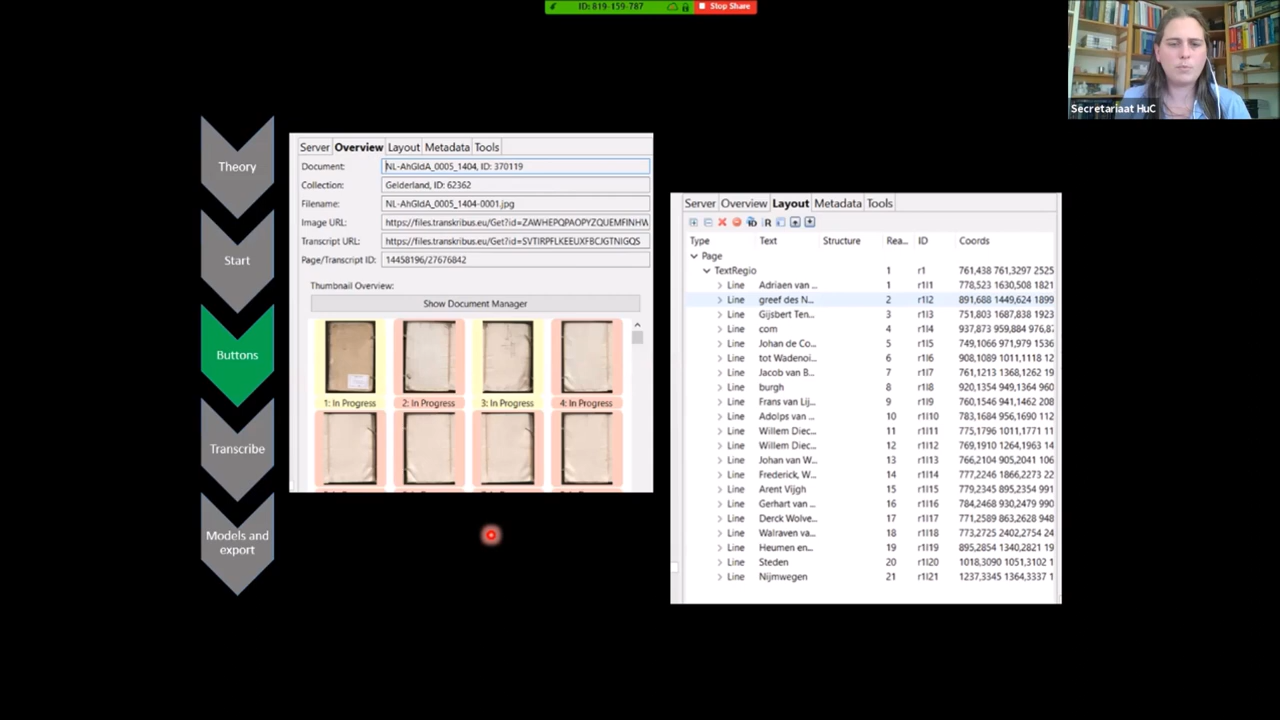 ID: 819-159-787
Stop Share
Secretariaat HuC
Theory
Start
Buttons
Transcribe
Models and
export
Server Overview Layout Metadata Tools
Document: NL-AhGldA_0005_1404, ID: 370119
Collection: Gelderland, ID: 62362
Filename: NL-AhGldA_0005_1404-0001.jpg
Image URL: https://files.transkribus.eu/Get?id=ZAWHEPQPAOPYZQUEMFINHW
Transcript URL: https://files.transkribus.eu/Get?id=SVTIRPFLKEEUXFBCJGTNIGQS
Page/Transcript ID: 14458196/27676842
Thumbnail Overview:
Show Document Manager
1: In Progress 2: In Progress 3: In Progress 4: In Progress
Server Overview Layout Metadata Tools
Type Text Structure Rea... ID Coords
Page
TextRegio 1 r1 761,438 761,3297 2525
Line Adriaen van ... 1 r1l1 778,523 1630,508 1821
Line greef des N... 2 r1l2 891,688 1449,624 1899
Line Gijsbert Ten... 3 r1l3 751,803 1687,838 1923
Line com 4 r1l4 937,873 959,884 976,87
Line Johan de Co... 5 r1l5 749,1066 971,979 1536
Line tot Wadenoi... 6 r1l6 908,1089 1011,1118 12
Line Jacob van B... 7 r1l7 761,1213 1368,1262 19
Line burgh 8 r1l8 920,1354 949,1364 960
Line Frans van Lij... 9 r1l9 760,1546 941,1462 208
Line Adolps van ... 10 r1l10 783,1684 956,1690 112
Line Willem Diec... 11 r1l11 775,1796 1011,1771 11
Line Willem Diec... 12 r1l12 769,1910 1264,1963 14
Line Johan van W... 13 r1l13 766,2104 905,2041 106
Line Frederick, W... 14 r1l14 777,2246 1866,2273 22
Line Arent Vijgh 15 r1l15 779,2345 895,2354 991
Line Gerhart van ... 16 r1l16 784,2468 930,2479 990
Line Derck Wolve... 17 r1l17 771,2589 863,2628 948
Line Walraven va... 18 r1l18 773,2725 2402,2754 24
Line Heumen en... 19 r1l19 895,2854 1340,2821 19
Line Steden 20 r1l20 1018,3090 1051,3102 1
Line Nijmwegen 21 r1l21 1237,3345 1364,3337 1